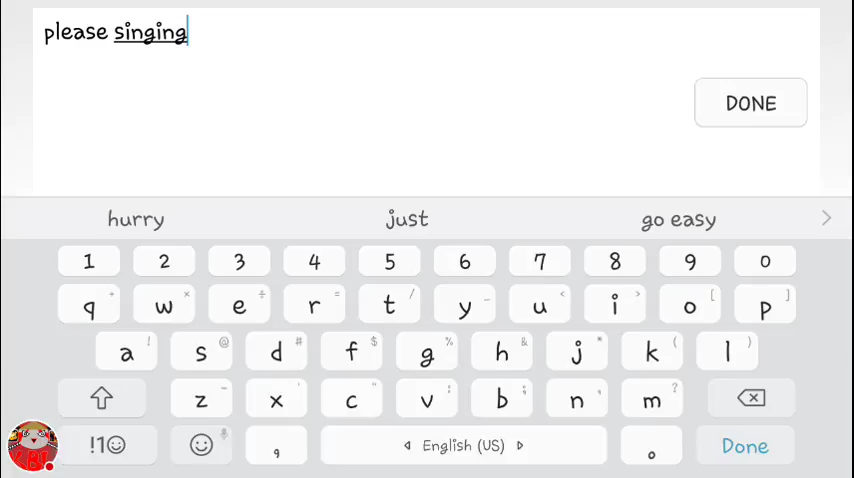 please singing
DONE
hurry just go easy >
1 2 3 4 5 6 7 8 9 0
q + w × e ÷ r = t / y _ u < i > o [ p ]
a ! s @ d # f $ g % h & j * k ( l )
z - x ' c " v : b ; n , m ?
!1☺ , English (US) . Done